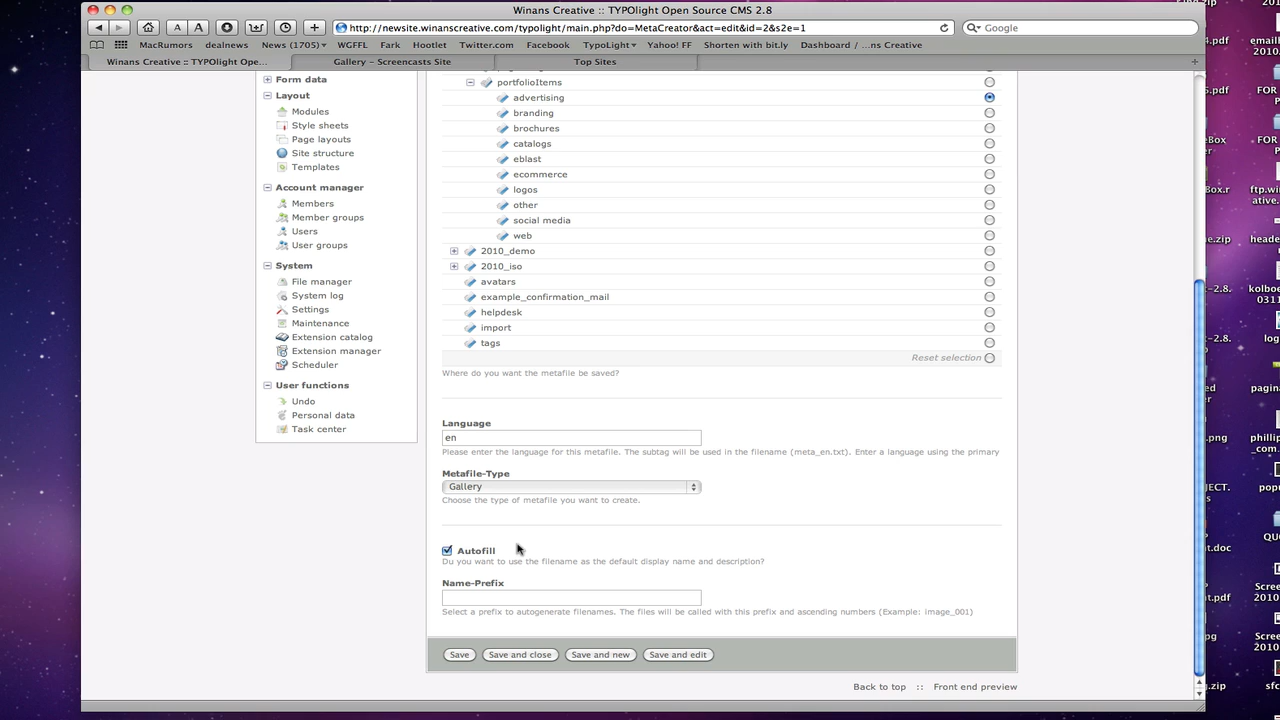 Winans Creative :: TYPOlight Open Source CMS 2.8
A A
http://newsite.winanscreative.com/typolight/main.php?do=MetaCreator&act=edit&id=2&s2e=1
Google
MacRumors dealnews News (1705) WGFFL Fark Hootlet Twitter.com Facebook TypoLight Yahoo! FF Shorten with bit.ly Dashboard / ...ns Creative
Winans Creative :: TYPOlight Ope... Gallery – Screencasts Site Top Sites
Form data
Layout
Modules
Style sheets
Page layouts
Site structure
Templates
Account manager
Members
Member groups
Users
User groups
System
File manager
System log
Settings
Maintenance
Extension catalog
Extension manager
Scheduler
User functions
Undo
Personal data
Task center
portfolioItems
advertising
branding
brochures
catalogs
eblast
ecommerce
logos
other
social media
web
2010_demo
2010_iso
avatars
example_confirmation_mail
helpdesk
import
tags
Reset selection
Where do you want the metafile be saved?
Language
en
Please enter the language for this metafile. The subtag will be used in the filename (meta_en.txt). Enter a language using the primary
Metafile-Type
Gallery
Choose the type of metafile you want to create.
Autofill
Do you want to use the filename as the default display name and description?
Name-Prefix
Select a prefix to autogenerate filenames. The files will be called with this prefix and ascending numbers (Example: image_001)
Save Save and close Save and new Save and edit
Back to top :: Front end preview